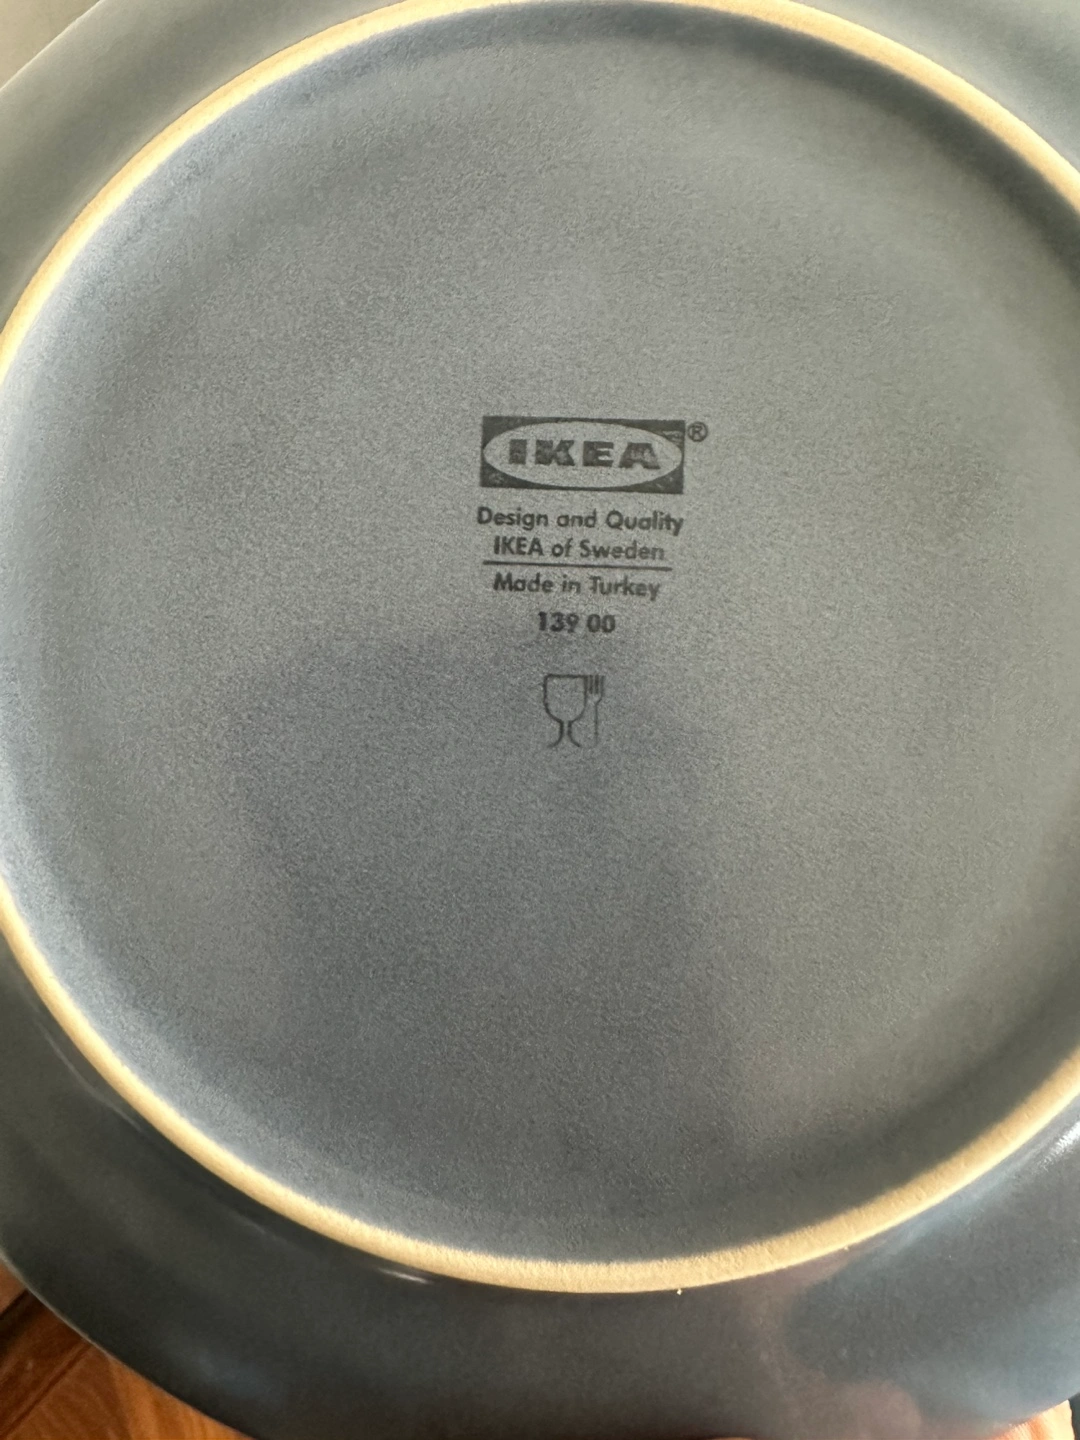 IKEA®
Design and Quality
IKEA of Sweden
Made in Turkey
139 00